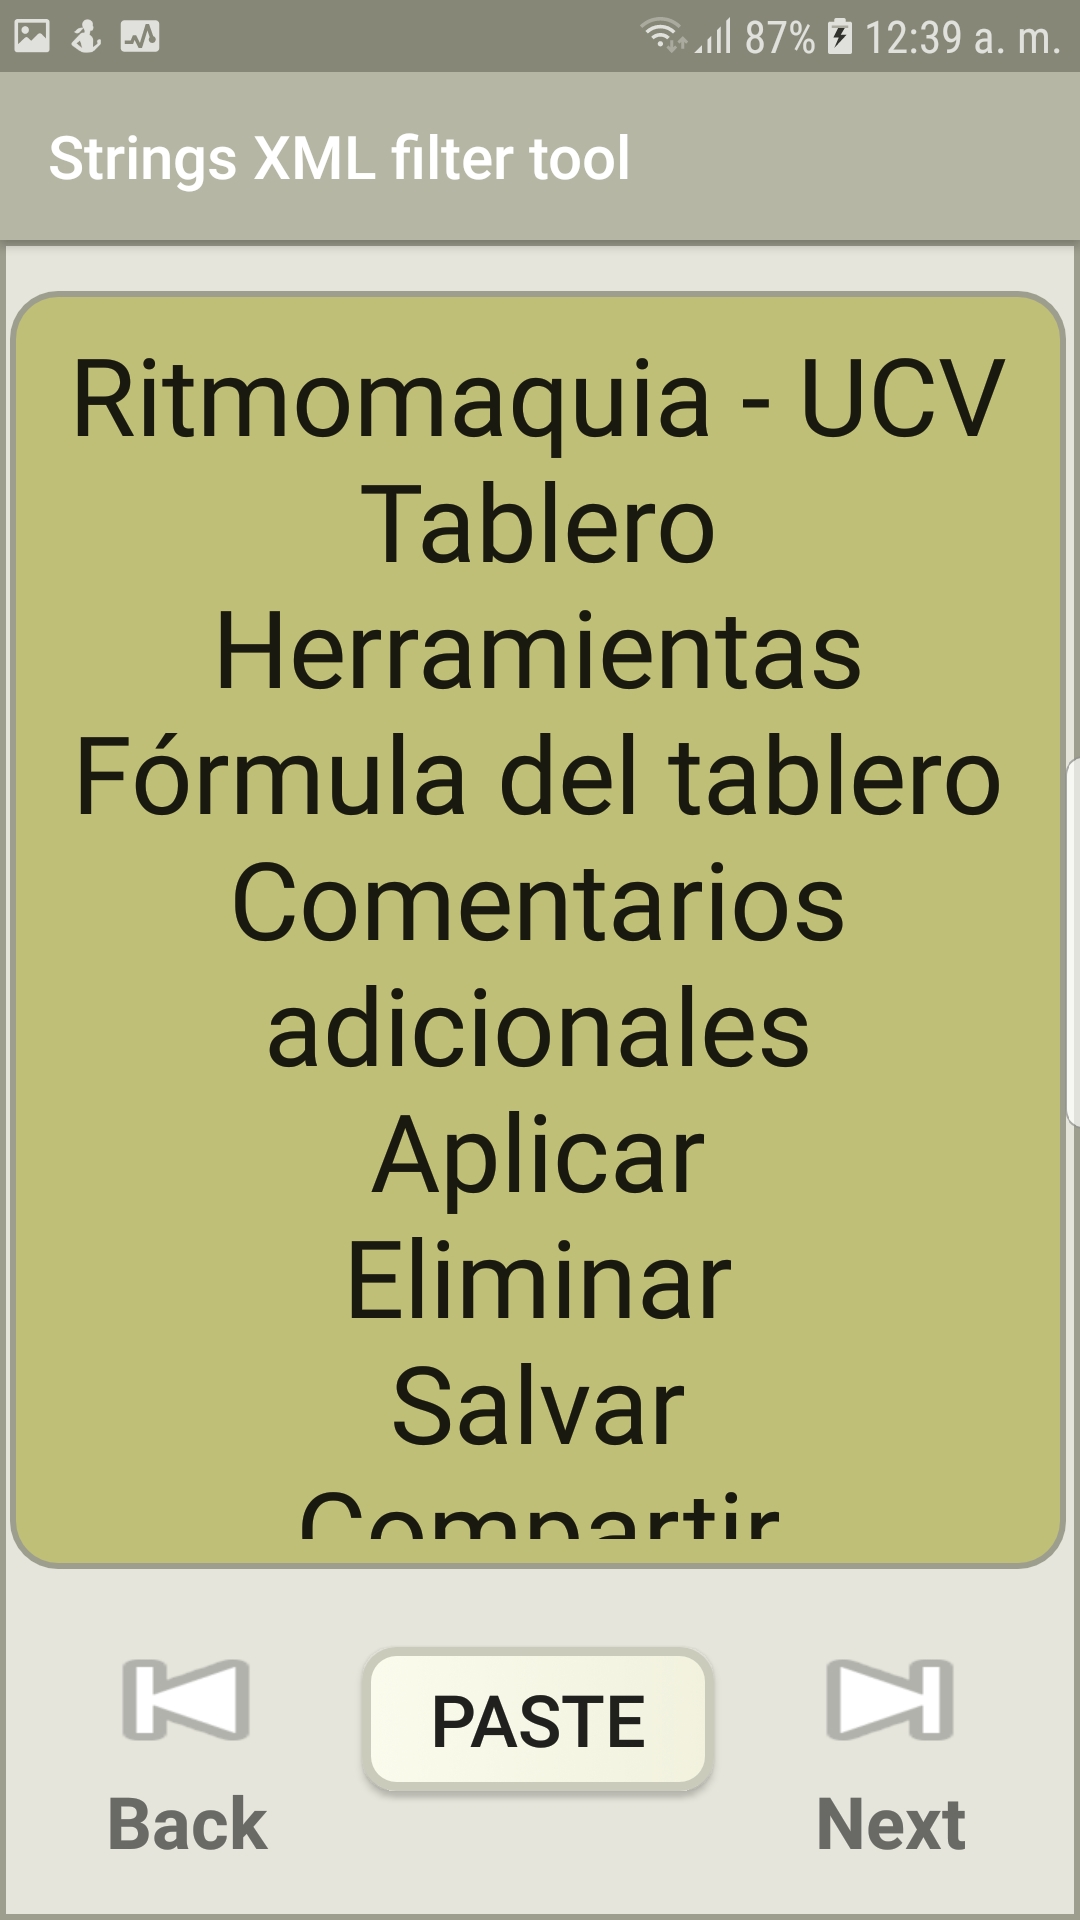 87% 12:39 a. m.
Strings XML filter tool
Ritmomaquia - UCV
Tablero
Herramientas
Fórmula del tablero
Comentarios
adicionales
Aplicar
Eliminar
Salvar
Compartir
PASTE
Back
Next